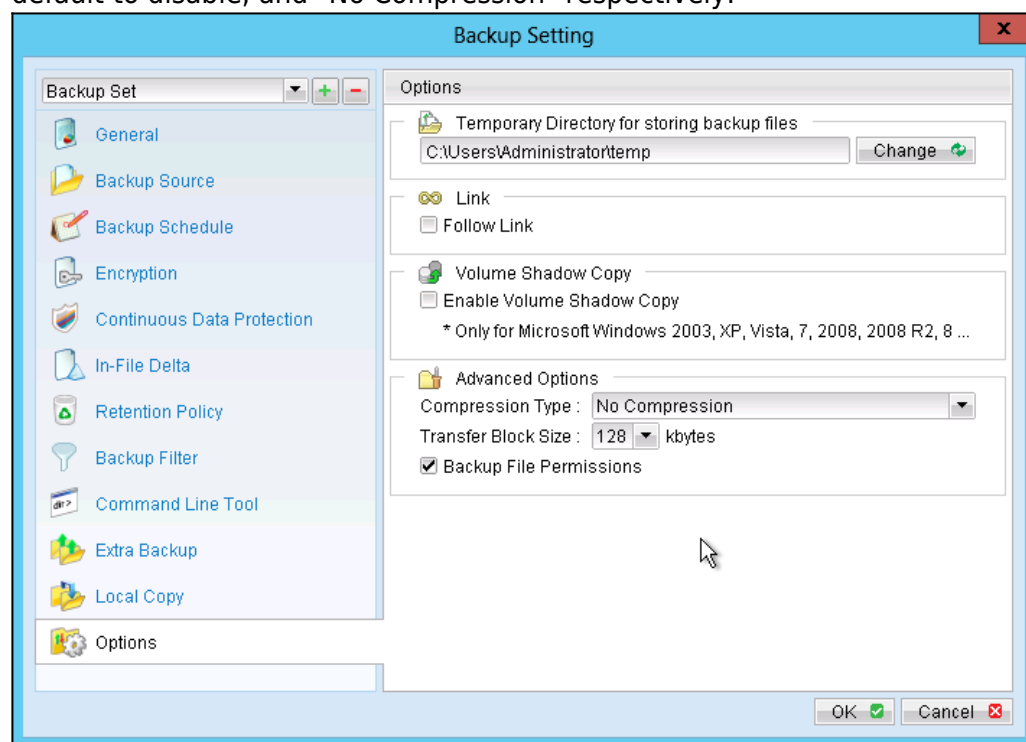 default to disable, and "No Compression" respectively.
Backup Setting
x
Backup Set
General
Backup Source
Backup Schedule
Encryption
Continuous Data Protection
In-File Delta
Retention Policy
Backup Filter
dir>
Command Line Tool
Extra Backup
Local Copy
Options
Options
Temporary Directory for storing backup files
C:\Users\Administrator\temp
Change
Link
Follow Link
Volume Shadow Copy
Enable Volume Shadow Copy
* Only for Microsoft Windows 2003, XP, Vista, 7, 2008, 2008 R2, 8 ...
Advanced Options
Compression Type : No Compression
Transfer Block Size : 128 kbytes
Backup File Permissions
OK
Cancel